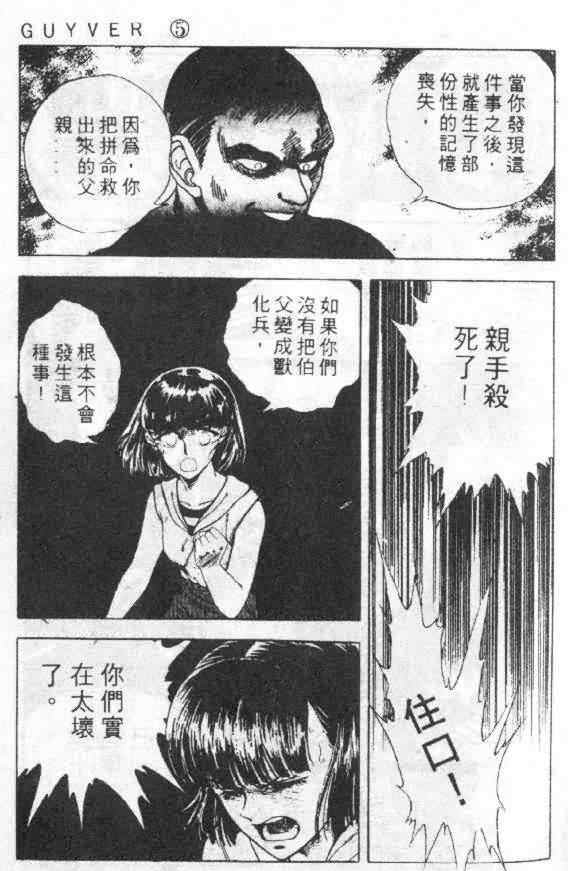 GUYVER ⑤
當你發現這
件事之後．
就產生了部
份性的記憶
喪失，
因為，你
把拼命救
出來的父
親……
親手殺
死了！
住口！
如果你們
沒有把伯
父變成獸
化兵，
根本不會
發生這
種事！
你們實
在太壞
了。